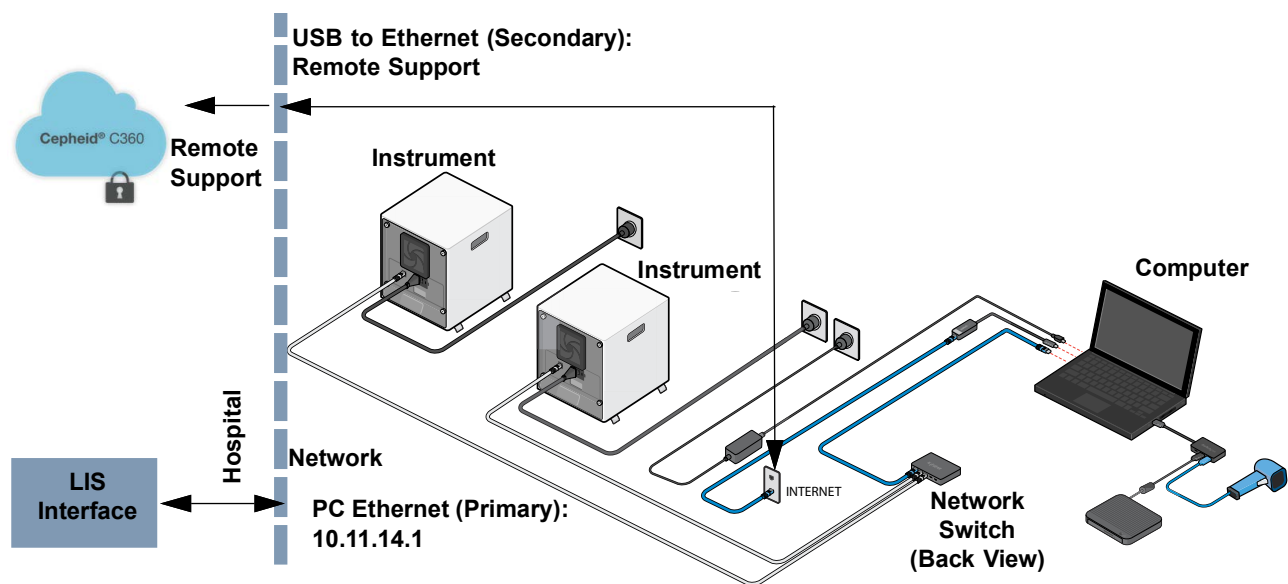 USB to Ethernet (Secondary):
Remote Support
Cepheid® C360
Remote
Support
Instrument
Instrument
Computer
Hospital
Network
LIS
Interface
PC Ethernet (Primary):
10.11.14.1
INTERNET
Network
Switch
(Back View)